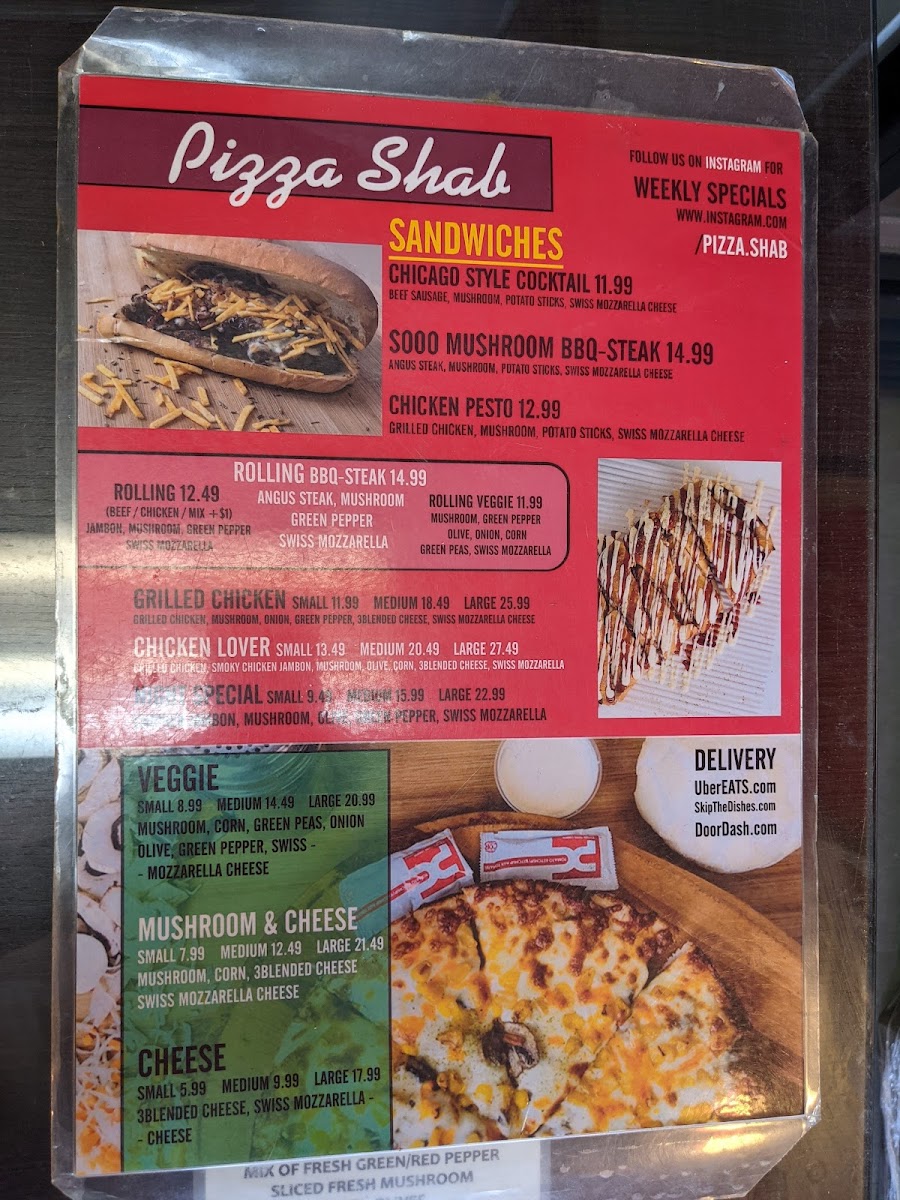 Pizza Shab
FOLLOW US ON INSTAGRAM FOR
WEEKLY SPECIALS
WWW.INSTAGRAM.COM
/PIZZA.SHAB
SANDWICHES
CHICAGO STYLE COCKTAIL 11.99
BEEF SAUSAGE, MUSHROOM, POTATO STICKS, SWISS MOZZARELLA CHEESE
SOOO MUSHROOM BBQ-STEAK 14.99
ANGUS STEAK, MUSHROOM, POTATO STICKS, SWISS MOZZARELLA CHEESE
CHICKEN PESTO 12.99
GRILLED CHICKEN, MUSHROOM, POTATO STICKS, SWISS MOZZARELLA CHEESE
ROLLING 12.49
(BEEF / CHICKEN / MIX +$1)
JAMBON, MUSHROOM, GREEN PEPPER
SWISS MOZZARELLA
ROLLING BBQ-STEAK 14.99
ANGUS STEAK, MUSHROOM
GREEN PEPPER
SWISS MOZZARELLA
ROLLING VEGGIE 11.99
MUSHROOM, GREEN PEPPER
OLIVE, ONION, CORN
GREEN PEAS, SWISS MOZZARELLA
GRILLED CHICKEN SMALL 11.99 MEDIUM 18.49 LARGE 25.99
GRILLED CHICKEN, MUSHROOM, ONION, GREEN PEPPER, 3BLENDED CHEESE, SWISS MOZZARELLA CHEESE
CHICKEN LOVER SMALL 13.49 MEDIUM 20.49 LARGE 27.49
GRILLED CHICKEN, SMOKY CHICKEN JAMBON, MUSHROOM, OLIVE, CORN, 3BLENDED CHEESE, SWISS MOZZARELLA
SPECIAL SMALL 9.49 MEDIUM 15.99 LARGE 22.99
JAMBON, MUSHROOM, OLIVE, GREEN PEPPER, SWISS MOZZARELLA
VEGGIE
SMALL 8.99 MEDIUM 14.49 LARGE 20.99
MUSHROOM, CORN, GREEN PEAS, ONION
OLIVE, GREEN PEPPER, SWISS -
- MOZZARELLA CHEESE
MUSHROOM & CHEESE
SMALL 7.99 MEDIUM 12.49 LARGE 21.49
MUSHROOM, CORN, 3BLENDED CHEESE
SWISS MOZZARELLA CHEESE
CHEESE
SMALL 5.99 MEDIUM 9.99 LARGE 17.99
3BLENDED CHEESE, SWISS MOZZARELLA -
- CHEESE
DELIVERY
UberEATS.com
SkipTheDishes.com
DoorDash.com
MIX OF FRESH GREEN/RED PEPPER
SLICED FRESH MUSHROOM